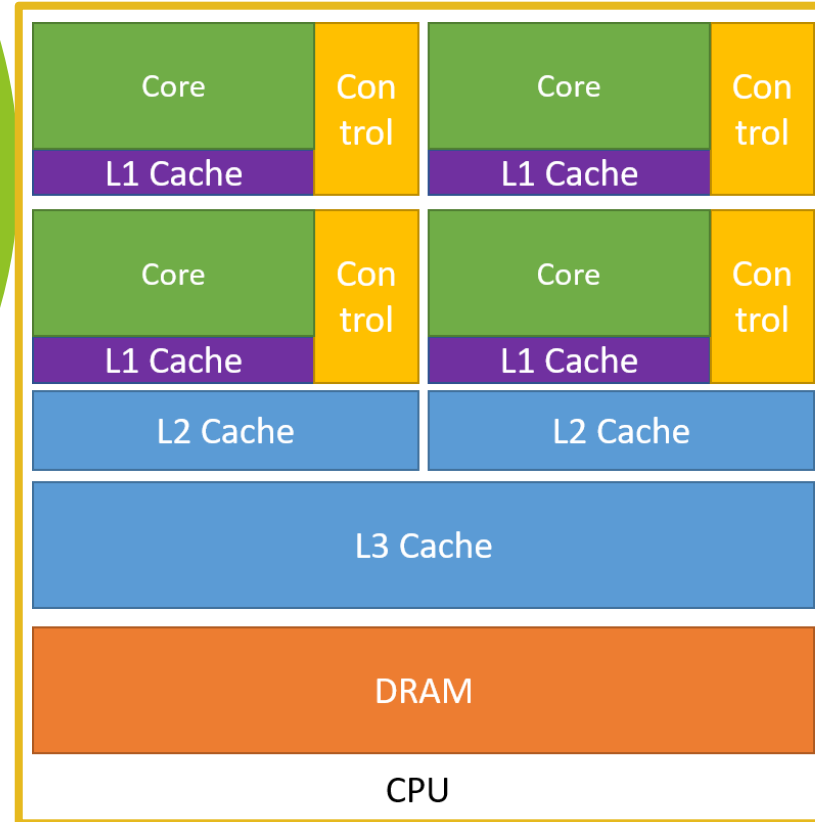 Core
Con
trol
L1 Cache
Core
Con
trol
L1 Cache
Core
Con
trol
L1 Cache
Core
Con
trol
L1 Cache
L2 Cache
L2 Cache
L3 Cache
DRAM
CPU